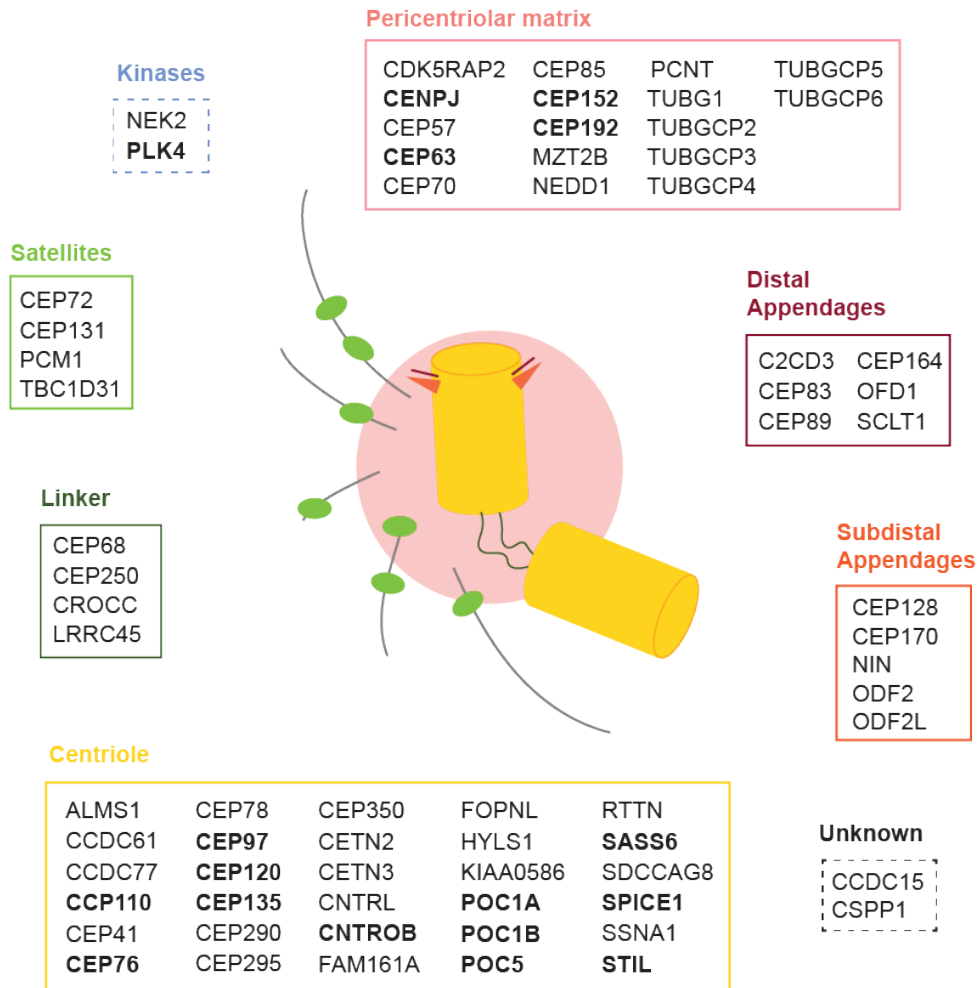 Pericentriolar matrix
CDK5RAP2 CEP85 PCNT TUBGCP5
CENPJ CEP152 TUBG1 TUBGCP6
CEP57 CEP192 TUBGCP2
CEP63 MZT2B TUBGCP3
CEP70 NEDD1 TUBGCP4
Kinases
NEK2
PLK4
Satellites
CEP72
CEP131
PCM1
TBC1D31
Distal
Appendages
C2CD3 CEP164
CEP83 OFD1
CEP89 SCLT1
Linker
CEP68
CEP250
CROCC
LRRC45
Subdistal
Appendages
CEP128
CEP170
NIN
ODF2
ODF2L
Centriole
ALMS1 CEP78 CEP350 FOPNL RTTN
CCDC61 CEP97 CETN2 HYLS1 SASS6
CCDC77 CEP120 CETN3 KIAA0586 SDCCAG8
CCP110 CEP135 CNTRL POC1A SPICE1
CEP41 CEP290 CNTROB POC1B SSNA1
CEP76 CEP295 FAM161A POC5 STIL
Unknown
CCDC15
CSPP1